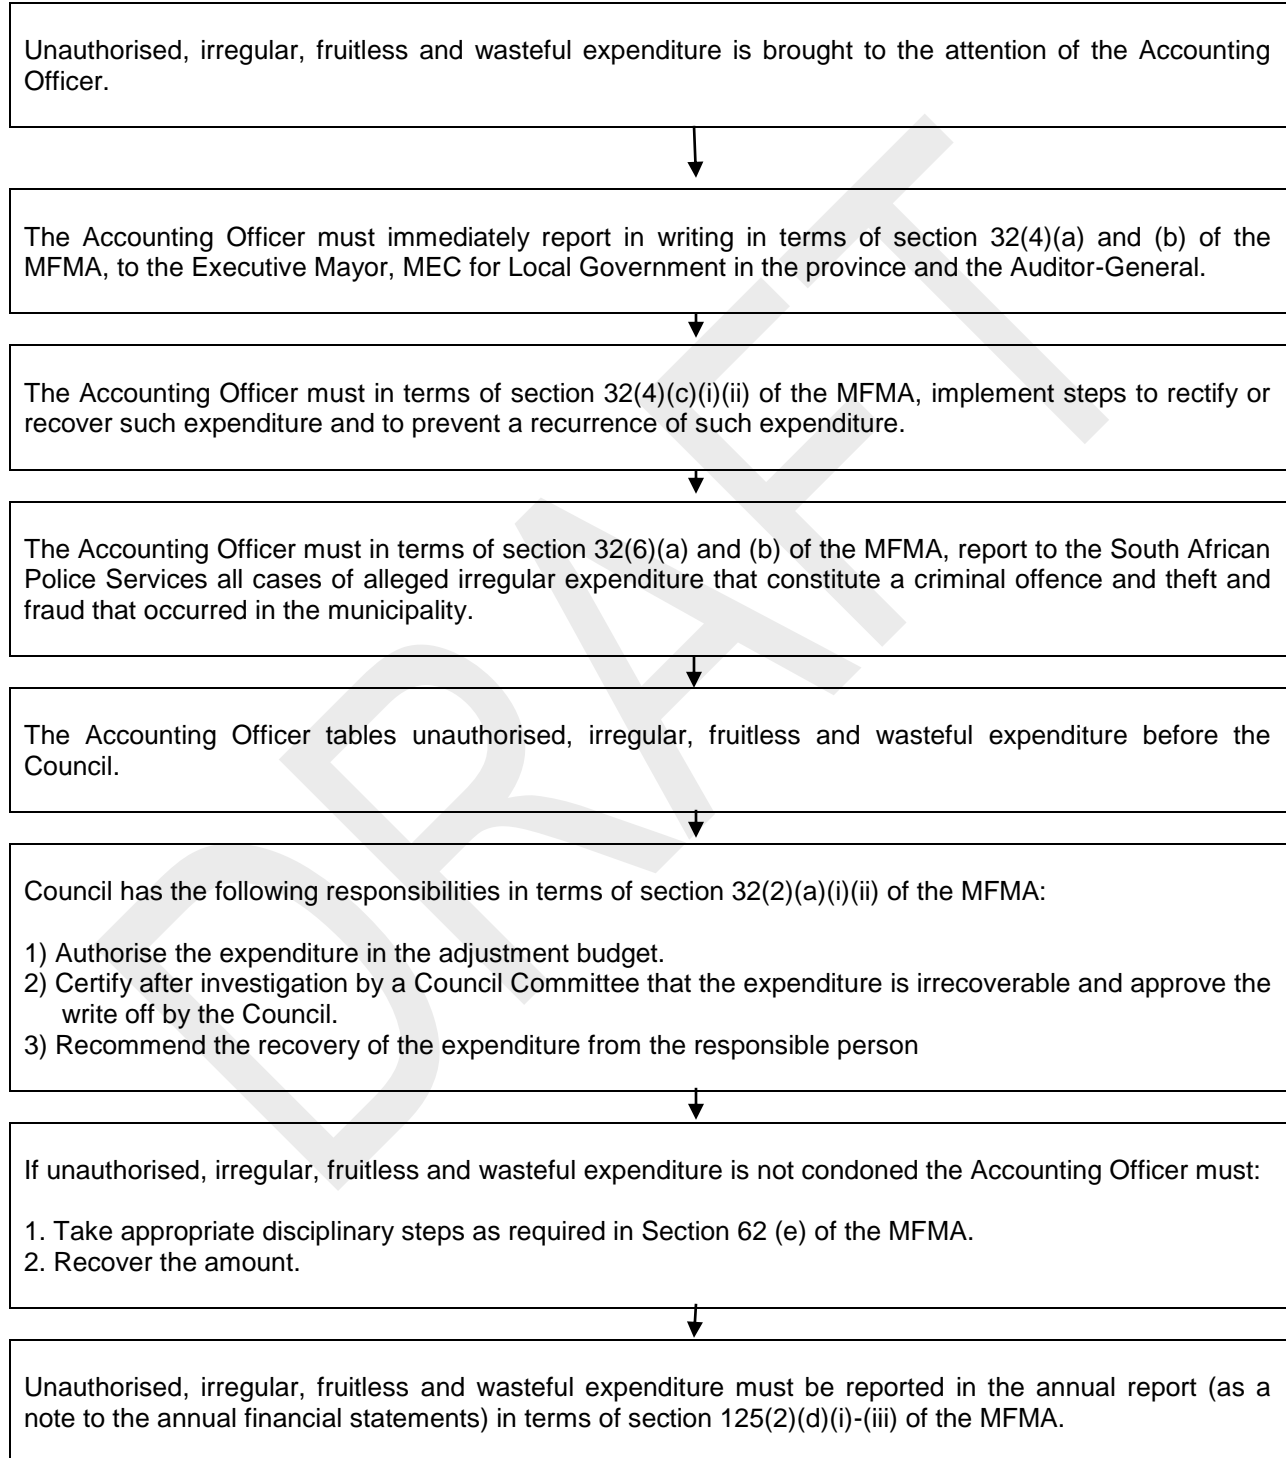 Unauthorised, irregular, fruitless and wasteful expenditure is brought to the attention of the Accounting
Officer.
The Accounting Officer must immediately report in writing in terms of section 32(4)(a) and (b) of the
MFMA, to the Executive Mayor, MEC for Local Government in the province and the Auditor-General.
The Accounting Officer must in terms of section 32(4)(c)(i)(ii) of the MFMA, implement steps to rectify or
recover such expenditure and to prevent a recurrence of such expenditure.
The Accounting Officer must in terms of section 32(6)(a) and (b) of the MFMA, report to the South African
Police Services all cases of alleged irregular expenditure that constitute a criminal offence and theft and
fraud that occurred in the municipality.
The Accounting Officer tables unauthorised, irregular, fruitless and wasteful expenditure before the
Council.
Council has the following responsibilities in terms of section 32(2)(a)(i)(ii) of the MFMA:
1) Authorise the expenditure in the adjustment budget.
2) Certify after investigation by a Council Committee that the expenditure is irrecoverable and approve the
write off by the Council.
3) Recommend the recovery of the expenditure from the responsible person
If unauthorised, irregular, fruitless and wasteful expenditure is not condoned the Accounting Officer must:
1. Take appropriate disciplinary steps as required in Section 62 (e) of the MFMA.
2. Recover the amount.
Unauthorised, irregular, fruitless and wasteful expenditure must be reported in the annual report (as a
note to the annual financial statements) in terms of section 125(2)(d)(i)-(iii) of the MFMA.
DRAFT